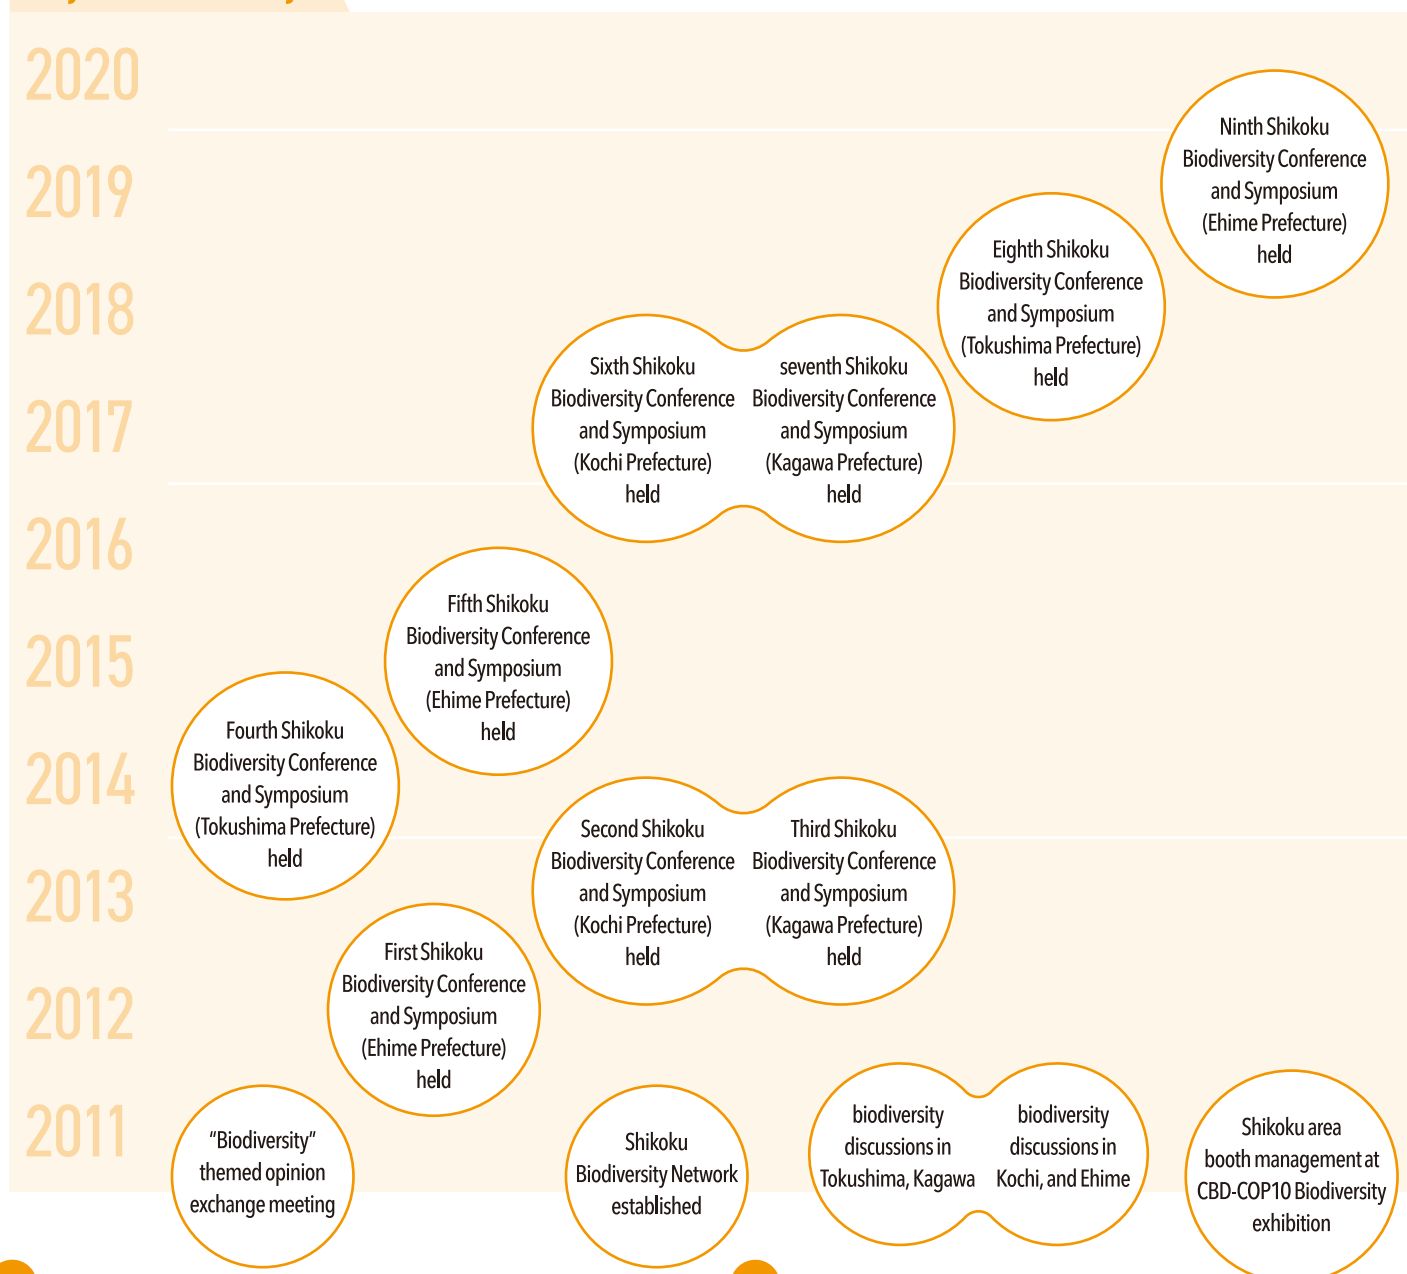 2020
Ninth Shikoku
Biodiversity Conference
and Symposium
(Ehime Prefecture)
held
2019
Eighth Shikoku
Biodiversity Conference
and Symposium
(Tokushima Prefecture)
held
2018
Sixth Shikoku
Biodiversity Conference
and Symposium
(Kochi Prefecture)
held
seventh Shikoku
Biodiversity Conference
and Symposium
(Kagawa Prefecture)
held
2017
2016
Fifth Shikoku
Biodiversity Conference
and Symposium
(Ehime Prefecture)
held
2015
Fourth Shikoku
Biodiversity Conference
and Symposium
(Tokushima Prefecture)
held
2014
Second Shikoku
Biodiversity Conference
and Symposium
(Kochi Prefecture)
held
Third Shikoku
Biodiversity Conference
and Symposium
(Kagawa Prefecture)
held
2013
First Shikoku
Biodiversity Conference
and Symposium
(Ehime Prefecture)
held
2012
2011
"Biodiversity"
themed opinion
exchange meeting
Shikoku
Biodiversity Network
established
biodiversity
discussions in
Tokushima, Kagawa
biodiversity
discussions in
Kochi, and Ehime
Shikoku area
booth management at
CBD-COP10 Biodiversity
exhibition